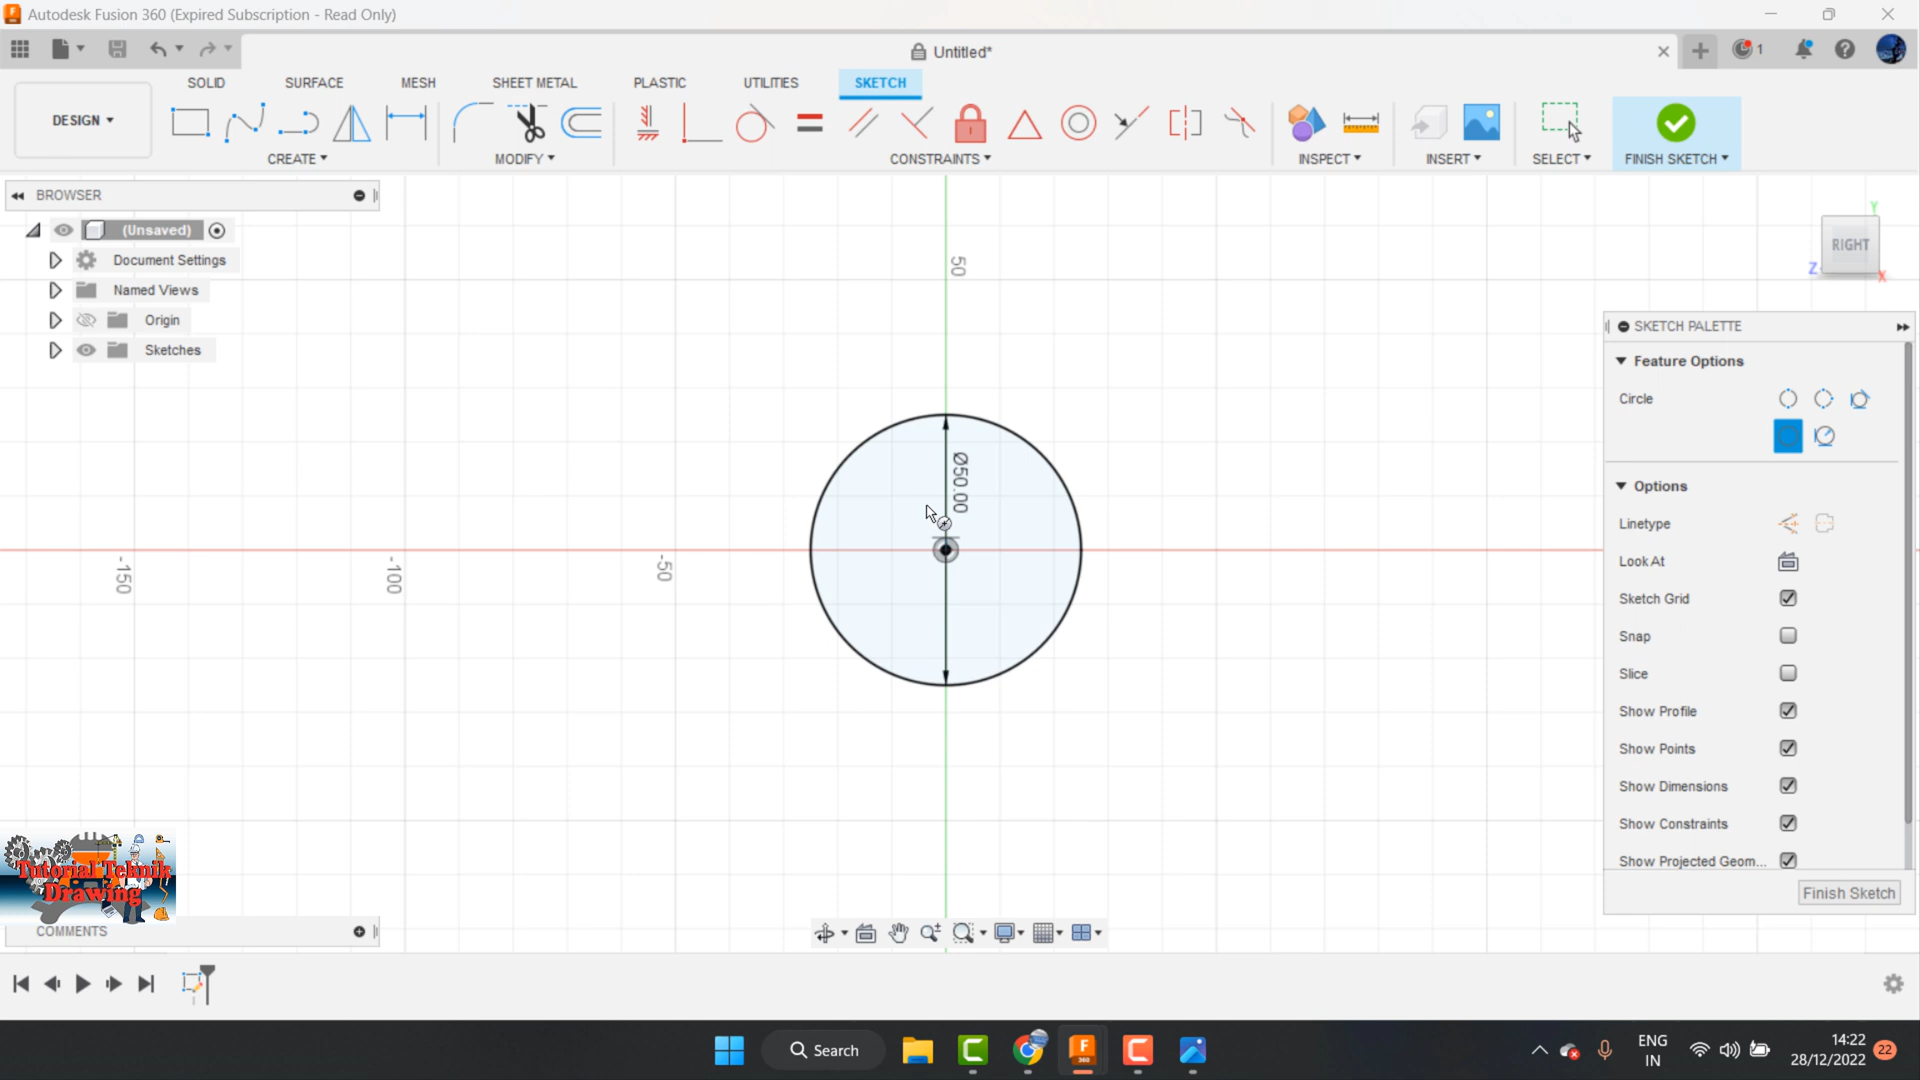 Autodesk Fusion 360 (Expired Subscription - Read Only)
Untitled*
1
DESIGN
SOLID
SURFACE
MESH
SHEET METAL
PLASTIC
UTILITIES
SKETCH
CREATE
MODIFY
CONSTRAINTS
INSPECT
INSERT
SELECT
FINISH SKETCH
BROWSER
(Unsaved)
Document Settings
Named Views
Origin
Sketches
50
Ø50.00
-150
-100
-50
Y
RIGHT
Z
X
SKETCH PALETTE
Feature Options
Circle
Options
Linetype
Look At
Sketch Grid
Snap
Slice
Show Profile
Show Points
Show Dimensions
Show Constraints
Show Projected Geom...
Finish Sketch
Tutorial Teknik
Drawing
COMMENTS
Search
F
360
ENG
IN
14:22
28/12/2022
22